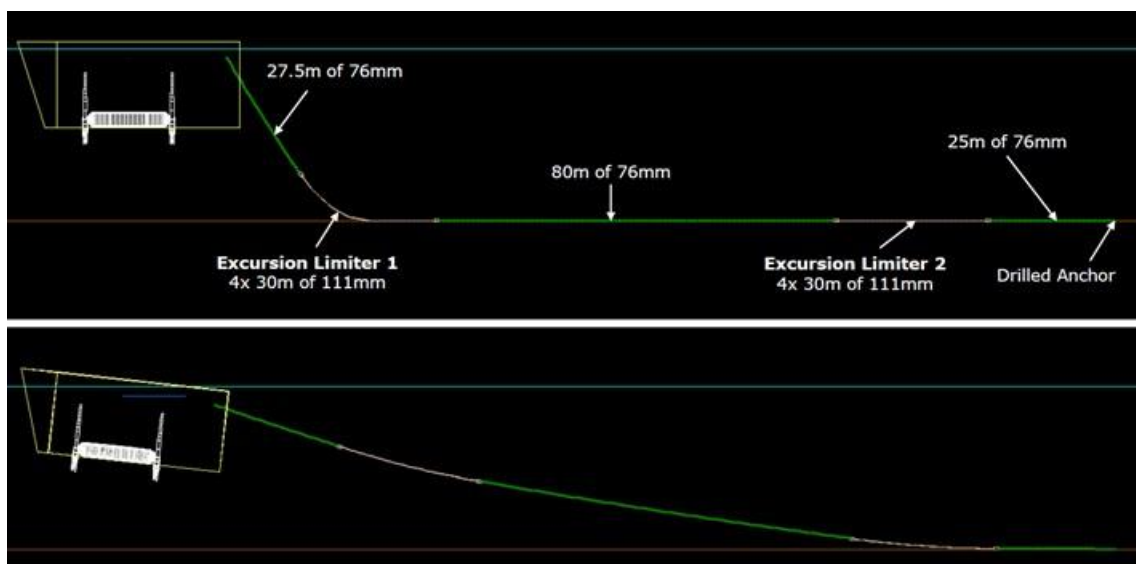 27.5m of 76mm
80m of 76mm
25m of 76mm
Excursion Limiter 1
4x 30m of 111mm
Excursion Limiter 2
4x 30m of 111mm
Drilled Anchor